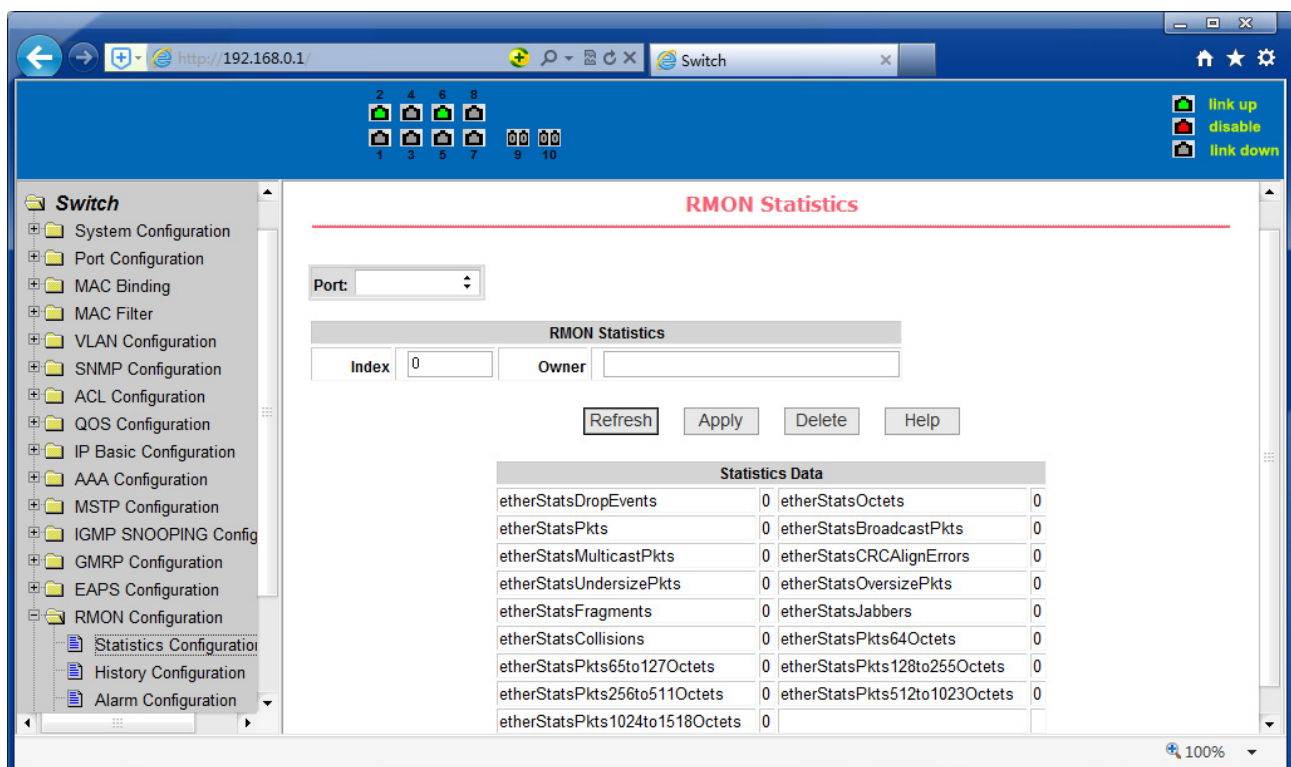 http://192.168.0.1/
Switch
2 4 6 8
1 3 5 7 9 10
link up
disable
link down
Switch
System Configuration
Port Configuration
MAC Binding
MAC Filter
VLAN Configuration
SNMP Configuration
ACL Configuration
QOS Configuration
IP Basic Configuration
AAA Configuration
MSTP Configuration
IGMP SNOOPING Config
GMRP Configuration
EAPS Configuration
RMON Configuration
Statistics Configuration
History Configuration
Alarm Configuration
RMON Statistics
Port:
RMON Statistics
Index 0 Owner
Refresh Apply Delete Help
Statistics Data
etherStatsDropEvents 0 etherStatsOctets 0
etherStatsPkts 0 etherStatsBroadcastPkts 0
etherStatsMulticastPkts 0 etherStatsCRCAlignErrors 0
etherStatsUndersizePkts 0 etherStatsOversizePkts 0
etherStatsFragments 0 etherStatsJabbers 0
etherStatsCollisions 0 etherStatsPkts64Octets 0
etherStatsPkts65to127Octets 0 etherStatsPkts128to255Octets 0
etherStatsPkts256to511Octets 0 etherStatsPkts512to1023Octets 0
etherStatsPkts1024to1518Octets 0
100%